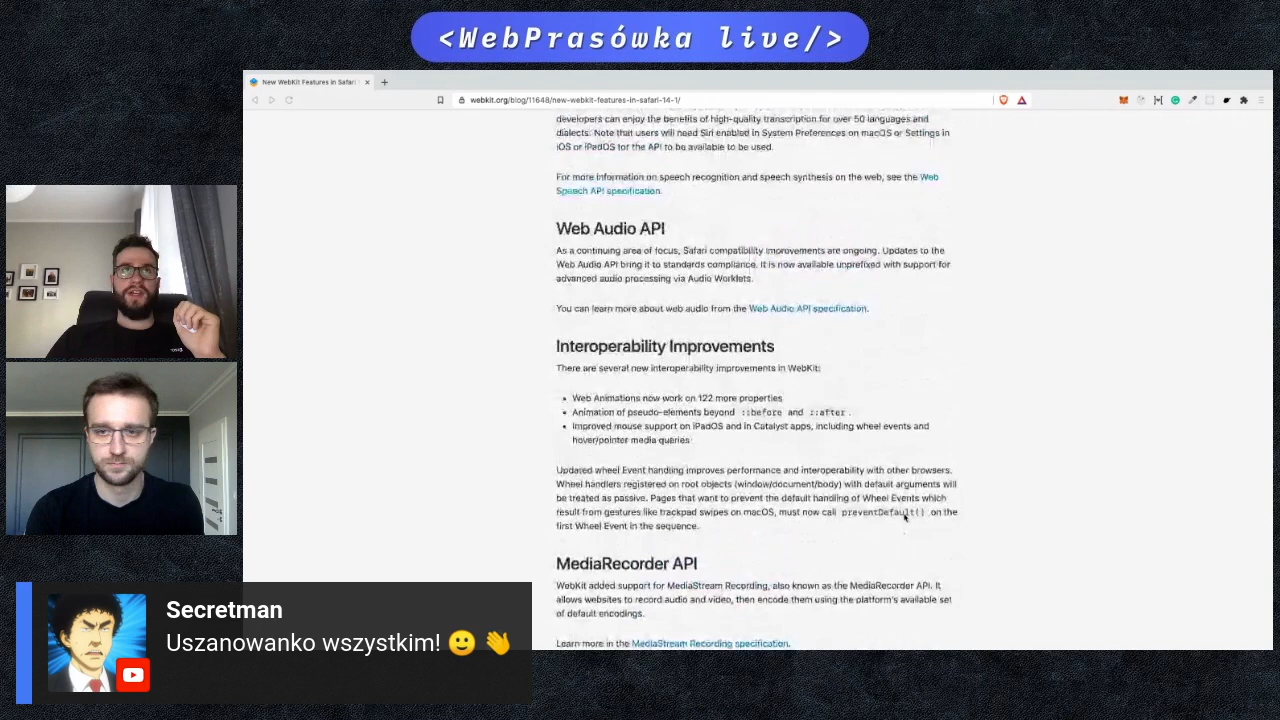 <WebPrasówka live/>
New WebKit Features in Safari
webkit.org/blog/11648/new-webkit-features-in-safari-14-1/
developers can enjoy the benefits of high-quality transcription for over 50 languages and
dialects. Note that users will need Siri enabled in System Preferences on macOS or Settings in
iOS or iPadOS for the API to be available to be used.
For more information on speech recognition and speech synthesis on the web, see the Web
Speech API specification.
Web Audio API
As a continuing area of focus, Safari compatibility improvements are ongoing. Updates to the
Web Audio API bring it to standards compliance. It is now available unprefixed with support for
advanced audio processing via Audio Worklets.
You can learn more about web audio from the Web Audio API specification.
Interoperability Improvements
There are several new interoperability improvements in WebKit:
• Web Animations now work on 122 more properties
• Animation of pseudo-elements beyond ::before and ::after.
• Improved mouse support on iPadOS and in Catalyst apps, including wheel events and
hover/pointer media queries
Updated wheel Event handling improves performance and interoperability with other browsers.
Wheel handlers registered on root objects (window/document/body) with default arguments will
be treated as passive. Pages that want to prevent the default handling of Wheel Events which
result from gestures like trackpad swipes on macOS, must now call preventDefault() on the
first Wheel Event in the sequence.
MediaRecorder API
WebKit added support for MediaStream Recording, also known as the MediaRecorder API. It
allows websites to record audio and video, then encode them using the platform's available set
of default encodings.
Learn more in the MediaStream Recording specification.
Secretman
Uszanowanko wszystkim! 🙂 👋